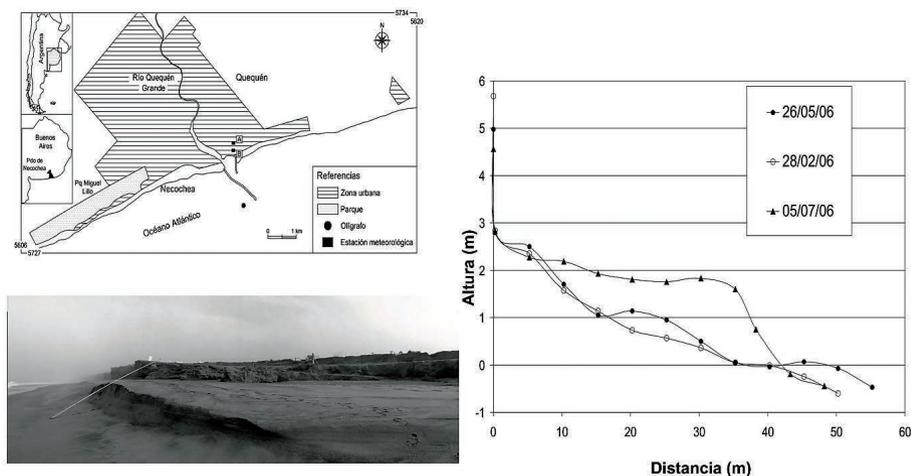 5734
5620
N
Argentina
Río Quequén
Grande
Quequén
Buenos
Aires
Pdo de
Necochea
A
B
Pq Miguel
Lillo
Necochea
Océano Atlántico
Referencias
Zona urbana
Parque
Olígrafo
Estación meteorológica
0 1 km
5606
5727
Altura (m)
6
5
4
3
2
1
0
-1
26/05/06
28/02/06
05/07/06
0 10 20 30 40 50 60
Distancia (m)